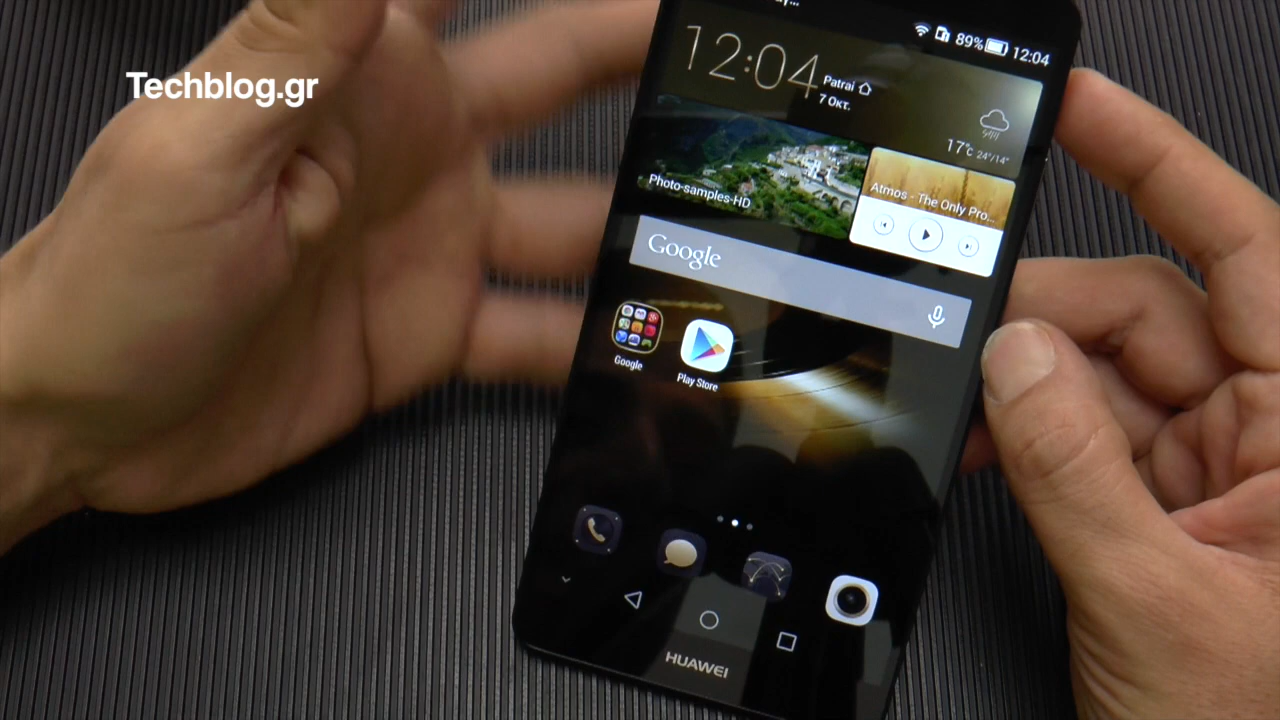 Techblog.gr
89%
12:04
12:04
Patrai
7 Οκτ.
17°C 24°/14°
Photo-samples-HD
Atmos - The Only Pro...
Google
Google
Play Store
HUAWEI